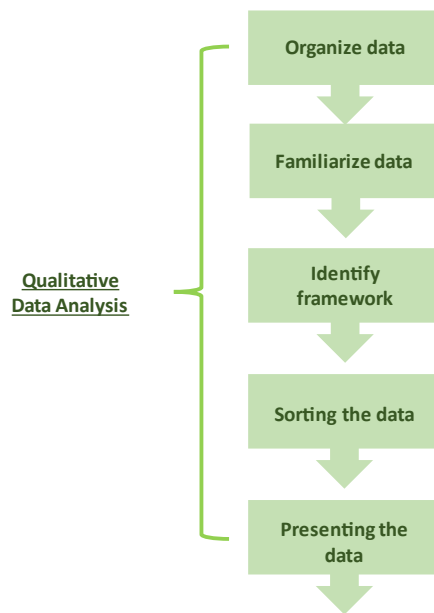 Organize data
Familiarize data
Identify
framework
Qualitative
Data Analysis
Sorting the data
Presenting the
data